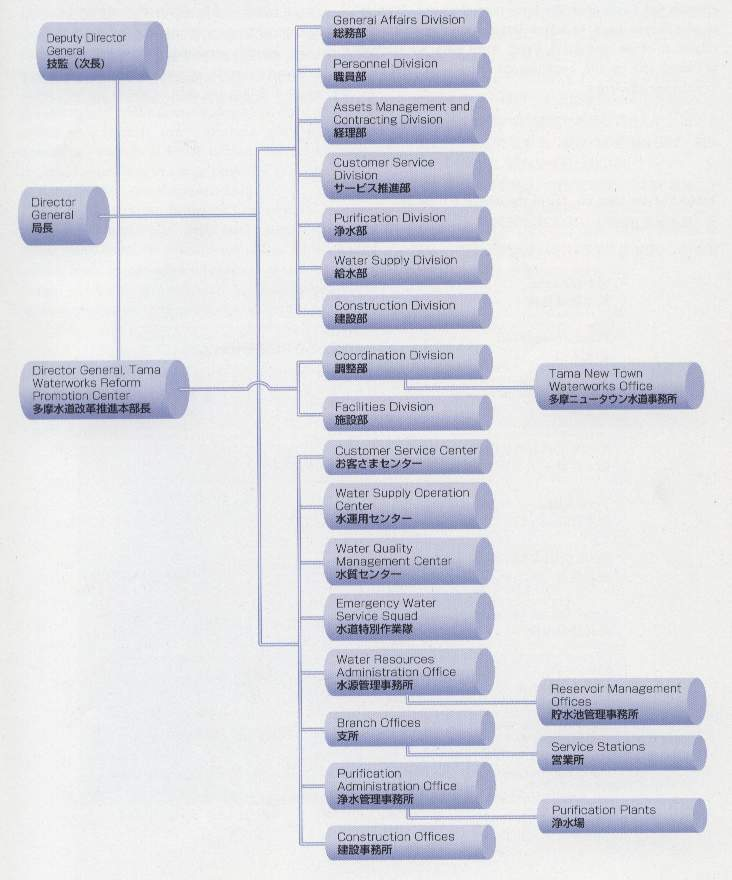 Deputy Director
General
技監（次長）
Director
General
局長
Director General, Tama
Waterworks Reform
Promotion Center
多摩水道改革推進本部長
General Affairs Division
総務部
Personnel Division
職員部
Assets Management and
Contracting Division
経理部
Customer Service
Division
サービス推進部
Purification Division
浄水部
Water Supply Division
給水部
Construction Division
建設部
Coordination Division
調整部
Tama New Town
Waterworks Office
多摩ニュータウン水道事務所
Facilities Division
施設部
Customer Service Center
お客さまセンター
Water Supply Operation
Center
水運用センター
Water Quality
Management Center
水質センター
Emergency Water
Service Squad
水道特別作業隊
Water Resources
Administration Office
水源管理事務所
Reservoir Management
Offices
貯水池管理事務所
Branch Offices
支所
Service Stations
営業所
Purification
Administration Office
浄水管理事務所
Purification Plants
浄水場
Construction Offices
建設事務所